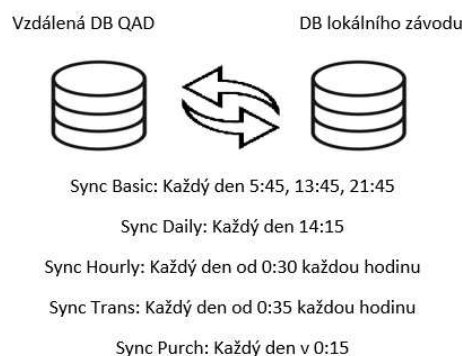 Vzdálená DB QAD
DB lokálního závodu
Sync Basic: Každý den 5:45, 13:45, 21:45
Sync Daily: Každý den 14:15
Sync Hourly: Každý den od 0:30 každou hodinu
Sync Trans: Každý den od 0:35 každou hodinu
Sync Purch: Každý den v 0:15